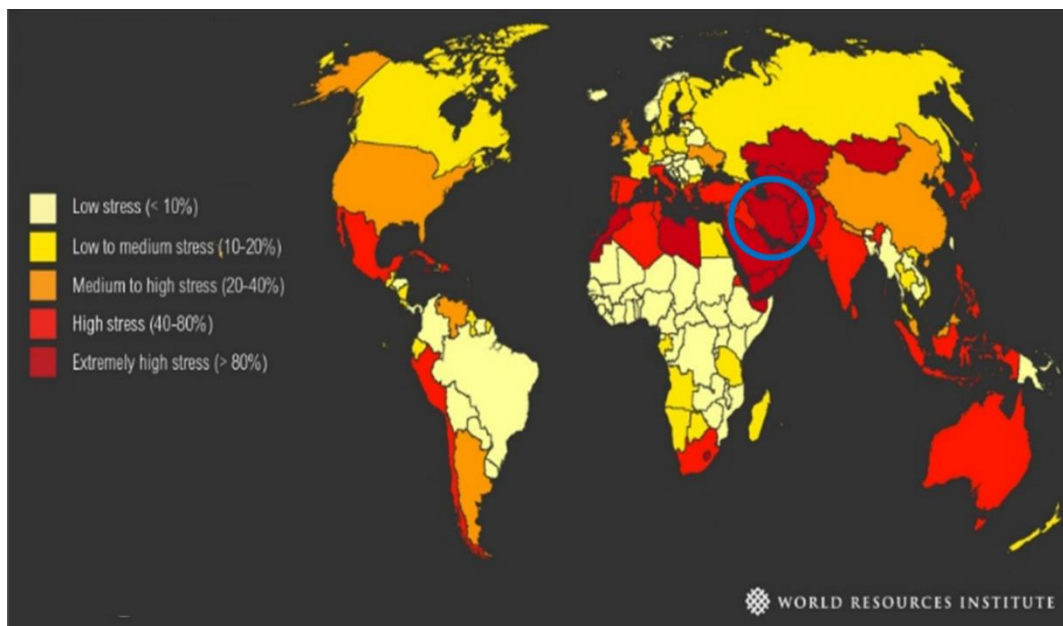 Low stress (< 10%)
Low to medium stress (10-20%)
Medium to high stress (20-40%)
High stress (40-80%)
Extremely high stress (> 80%)
WORLD RESOURCES INSTITUTE